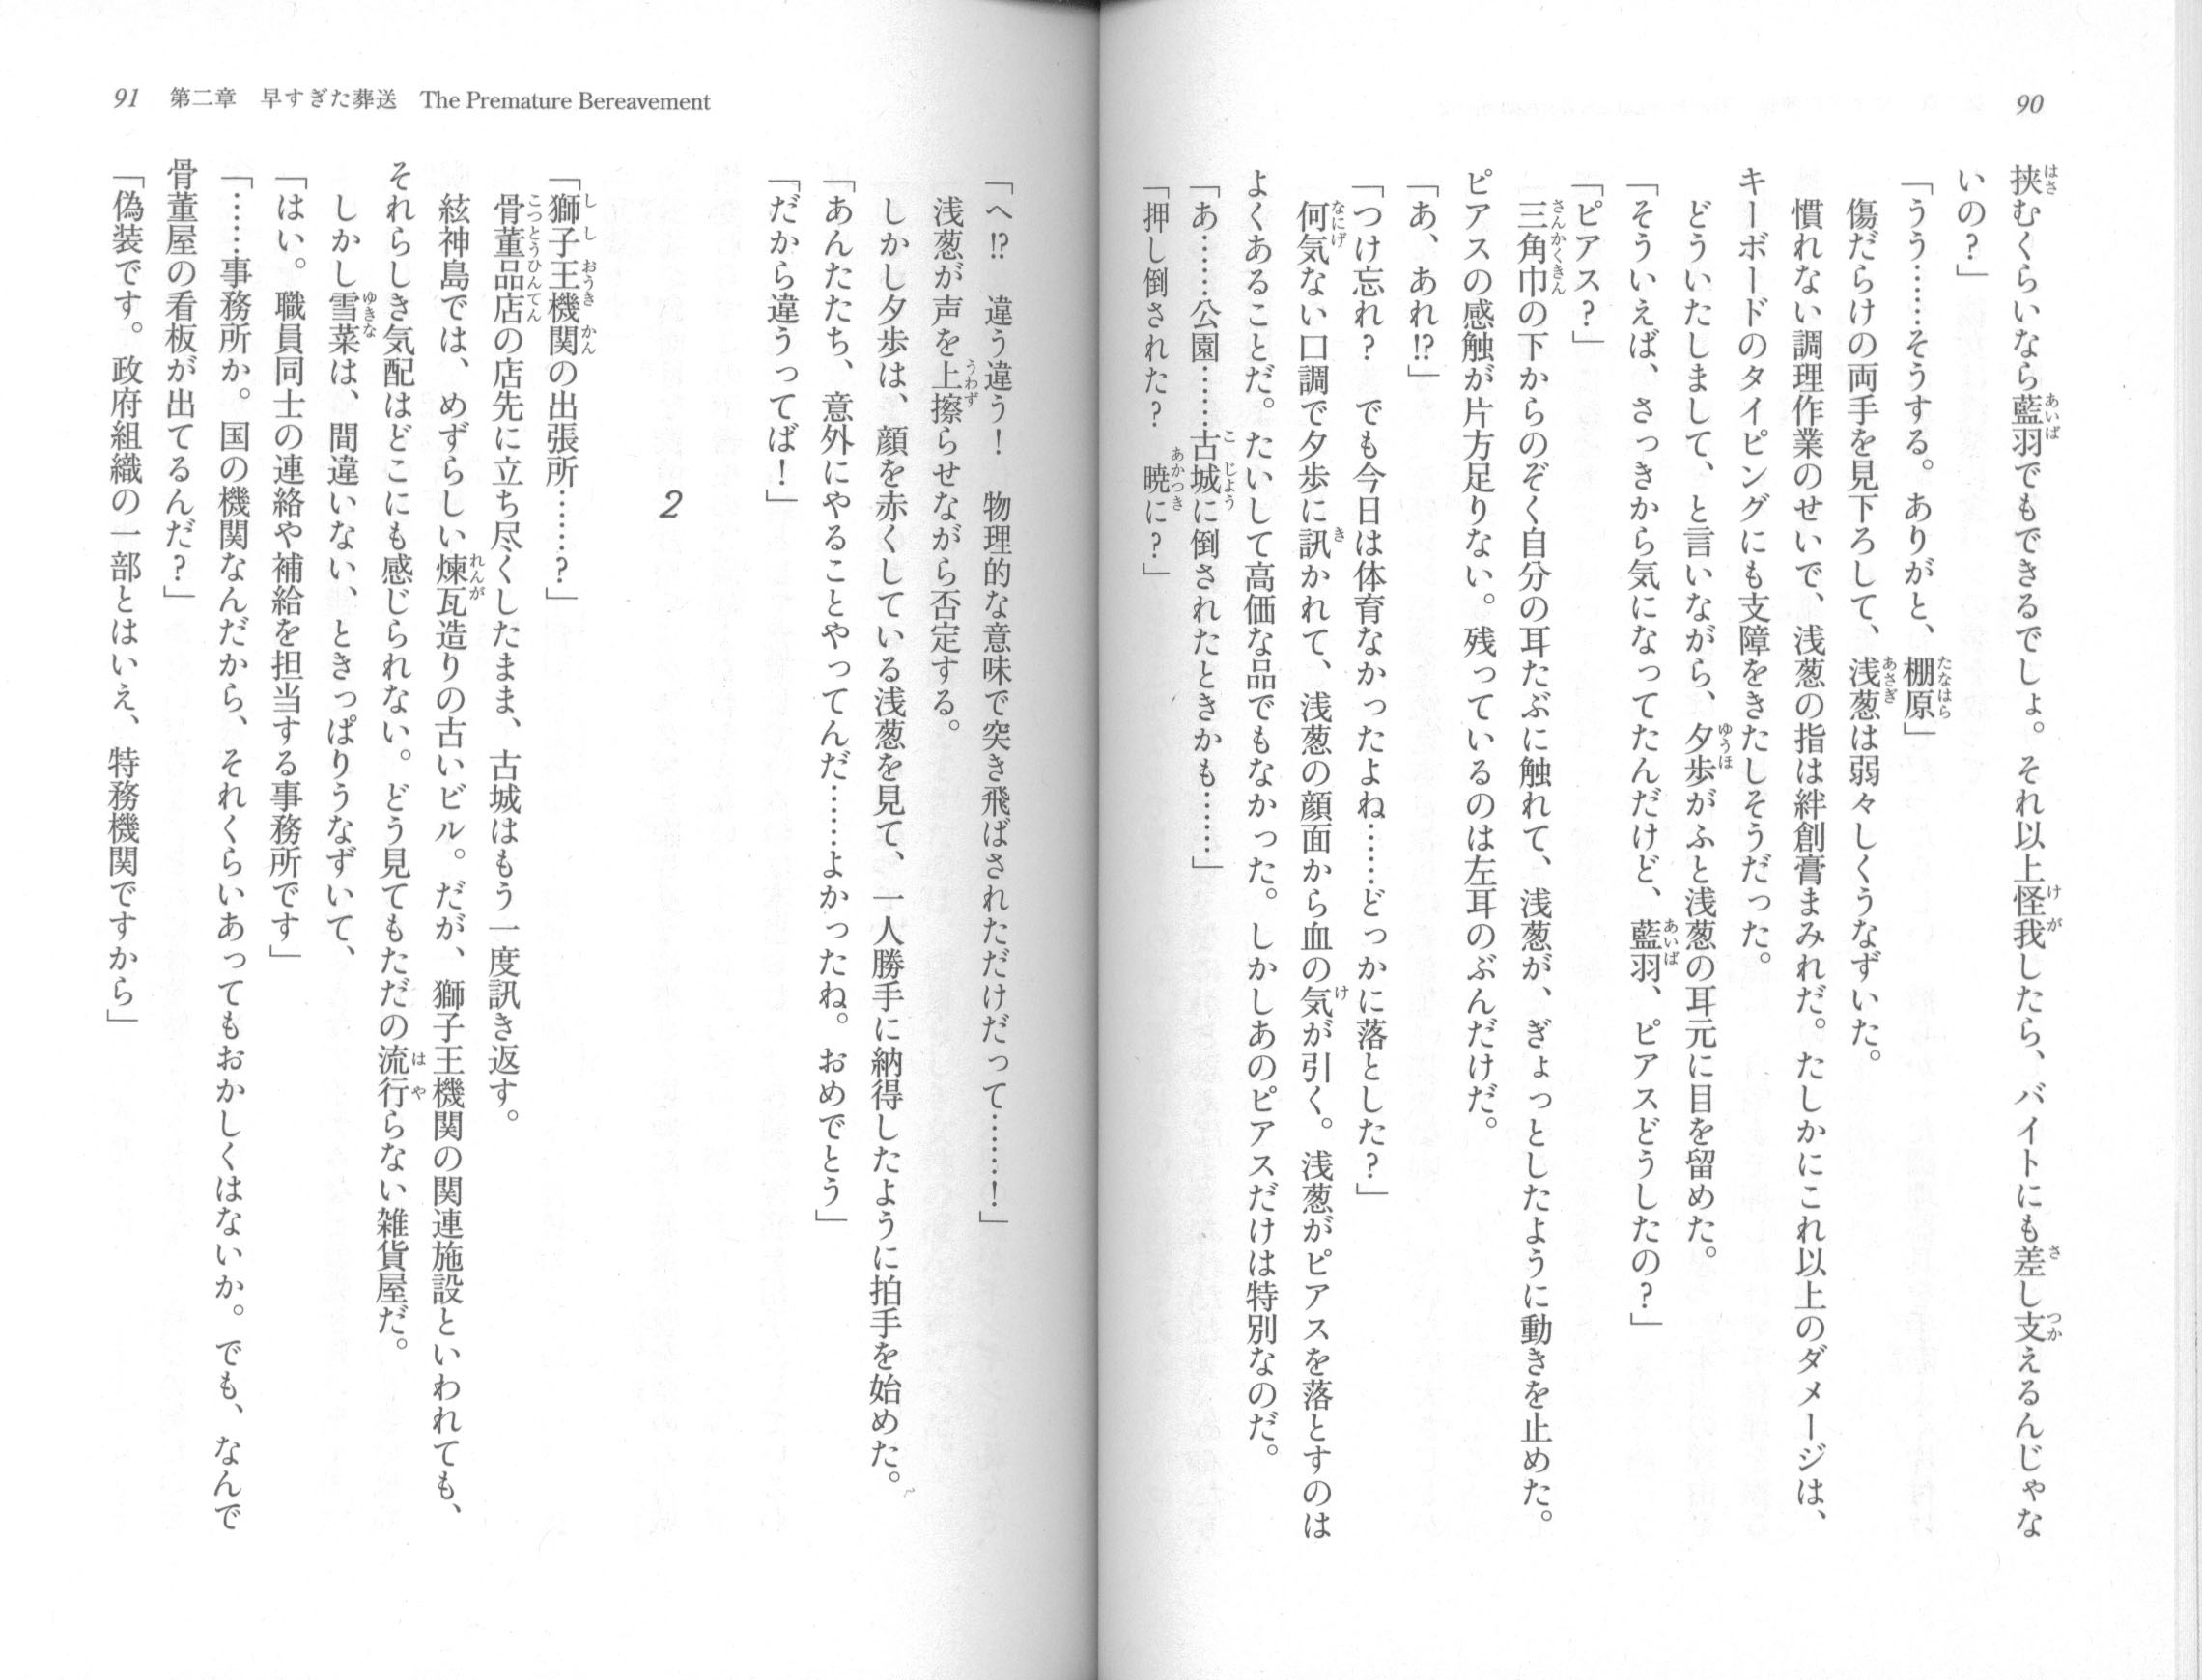 90
挟むくらいなら藍羽でもできるでしょ。それ以上怪我したら、バイトにも差し支えるんじゃな
いの？」
「うう……そうする。ありがと、棚原」
　傷だらけの両手を見下ろして、浅葱は弱々しくうなずいた。
　慣れない調理作業のせいで、浅葱の指は絆創膏まみれだ。たしかにこれ以上のダメージは、
キーボードのタイピングにも支障をきたしそうだった。
　どういたしまして、と言いながら、夕歩がふと浅葱の耳元に目を留めた。
「そういえば、さっきから気になってたんだけど、藍羽、ピアスどうしたの？」
「ピアス？」
　三角巾の下からのぞく自分の耳たぶに触れて、浅葱が、ぎょっとしたように動きを止めた。
ピアスの感触が片方足りない。残っているのは左耳のぶんだけだ。
「あ、あれ!?」
「つけ忘れ？　でも今日は体育なかったよね……どっかに落とした？」
　何気ない口調で夕歩に訊かれて、浅葱の顔面から血の気が引く。浅葱がピアスを落とすのは
よくあることだ。たいして高価な品でもなかった。しかしあのピアスだけは特別なのだ。
「あ……公園……古城に倒されたときかも……」
「押し倒された？　暁に？」
91　第二章　早すぎた葬送　The Premature Bereavement
「へ!?　違う違う！　物理的な意味で突き飛ばされただけだって……！」
　浅葱が声を上擦らせながら否定する。
　しかし夕歩は、顔を赤くしている浅葱を見て、一人勝手に納得したように拍手を始めた。
「あんたたち、意外にやることやってんだ……よかったね。おめでとう」
「だから違うってば！」
2
「獅子王機関の出張所……？」
　骨董品店の店先に立ち尽くしたまま、古城はもう一度訊き返す。
　絃神島では、めずらしい煉瓦造りの古いビル。だが、獅子王機関の関連施設といわれても、
それらしき気配はどこにも感じられない。どう見てもただの流行らない雑貨屋だ。
　しかし雪菜は、間違いない、ときっぱりうなずいて、
「はい。職員同士の連絡や補給を担当する事務所です」
「……事務所か。国の機関なんだから、それくらいあってもおかしくはないか。でも、なんで
骨董屋の看板が出てるんだ？」
「偽装です。政府組織の一部とはいえ、特務機関ですから」